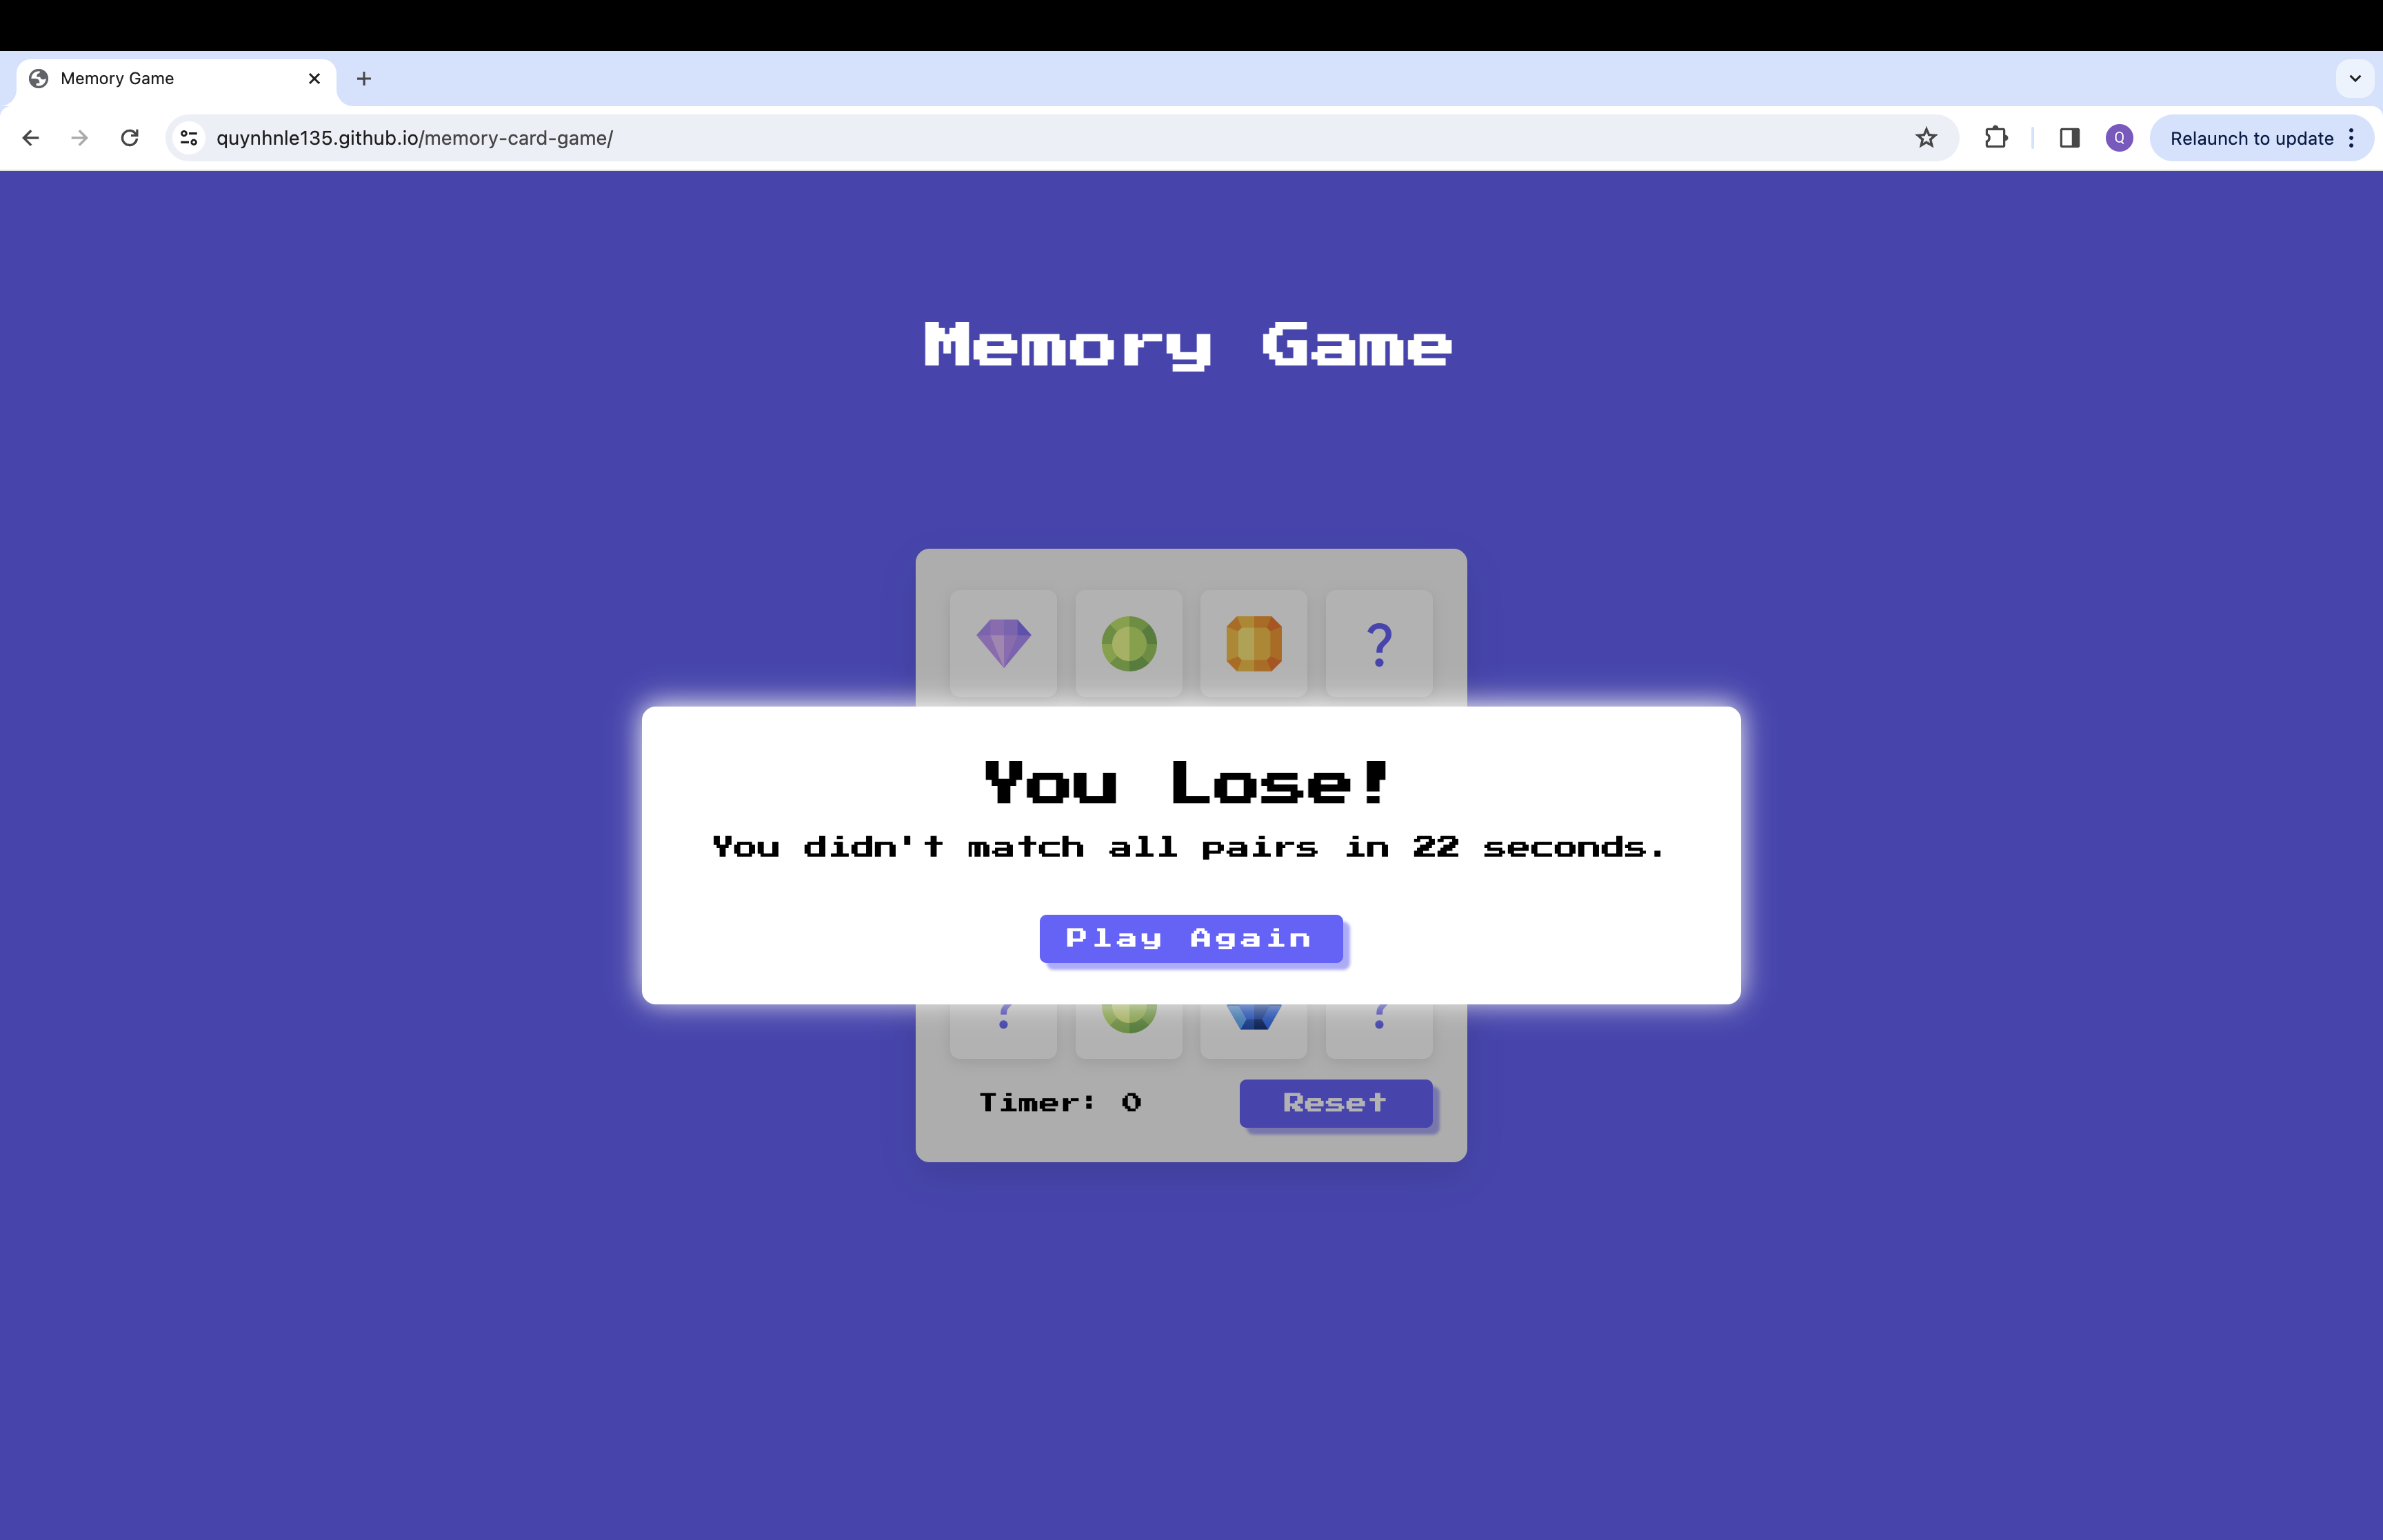 Memory Game
quynhnle135.github.io/memory-card-game/
Q
Relaunch to update
Memory Game
?
You Lose!
You didn't match all pairs in 22 seconds.
Play Again
? ?
Timer: 0
Reset